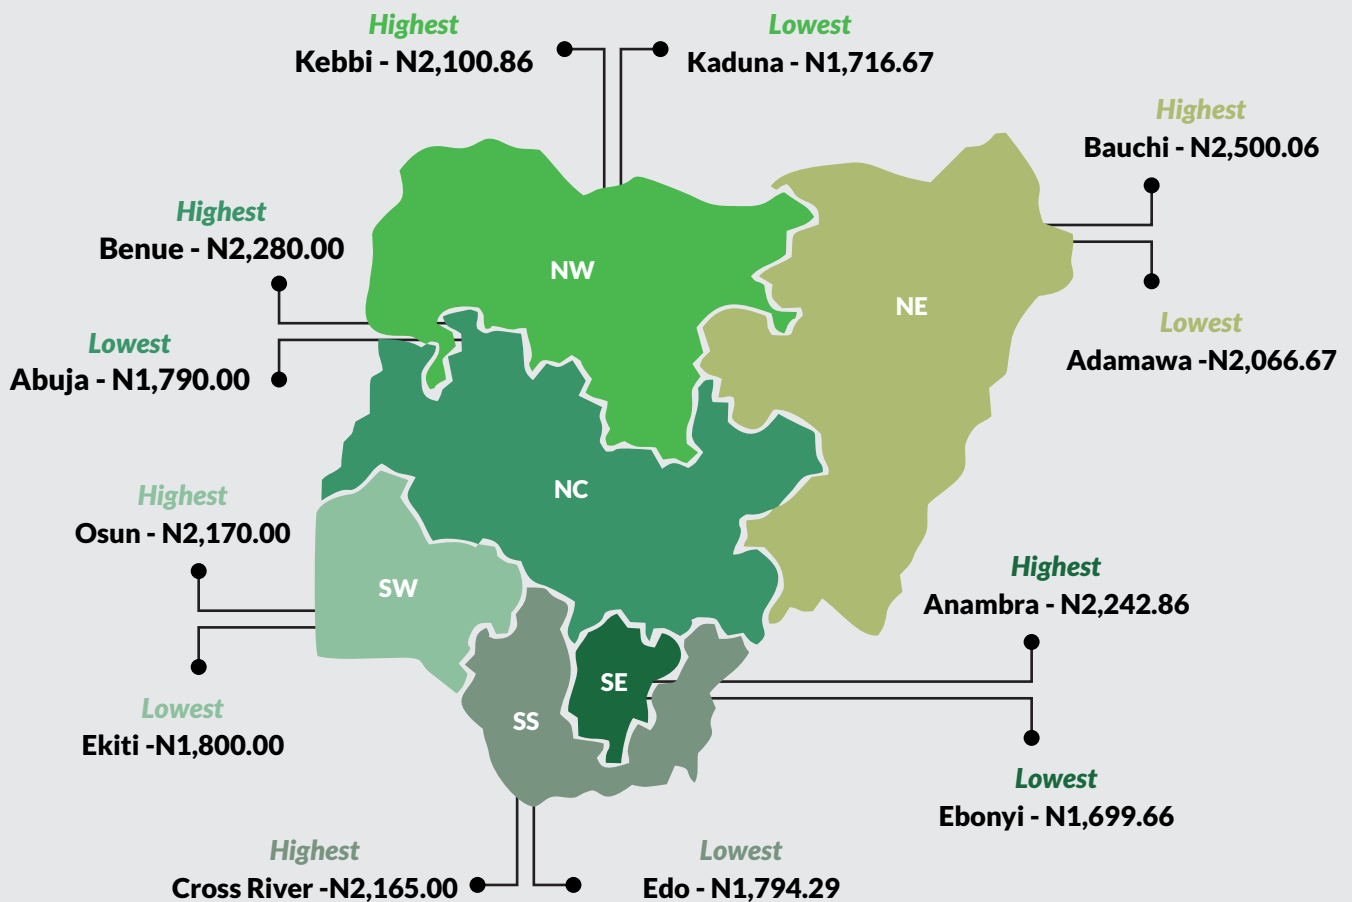 Highest
Kebbi - N2,100.86
Lowest
Kaduna - N1,716.67
Highest
Bauchi - N2,500.06
Highest
Benue - N2,280.00
Lowest
Abuja - N1,790.00
NW
NE
Lowest
Adamawa -N2,066.67
NC
Highest
Osun - N2,170.00
SW
Highest
Anambra - N2,242.86
Lowest
Ekiti -N1,800.00
SE
SS
Lowest
Ebonyi - N1,699.66
Highest
Cross River -N2,165.00
Lowest
Edo - N1,794.29